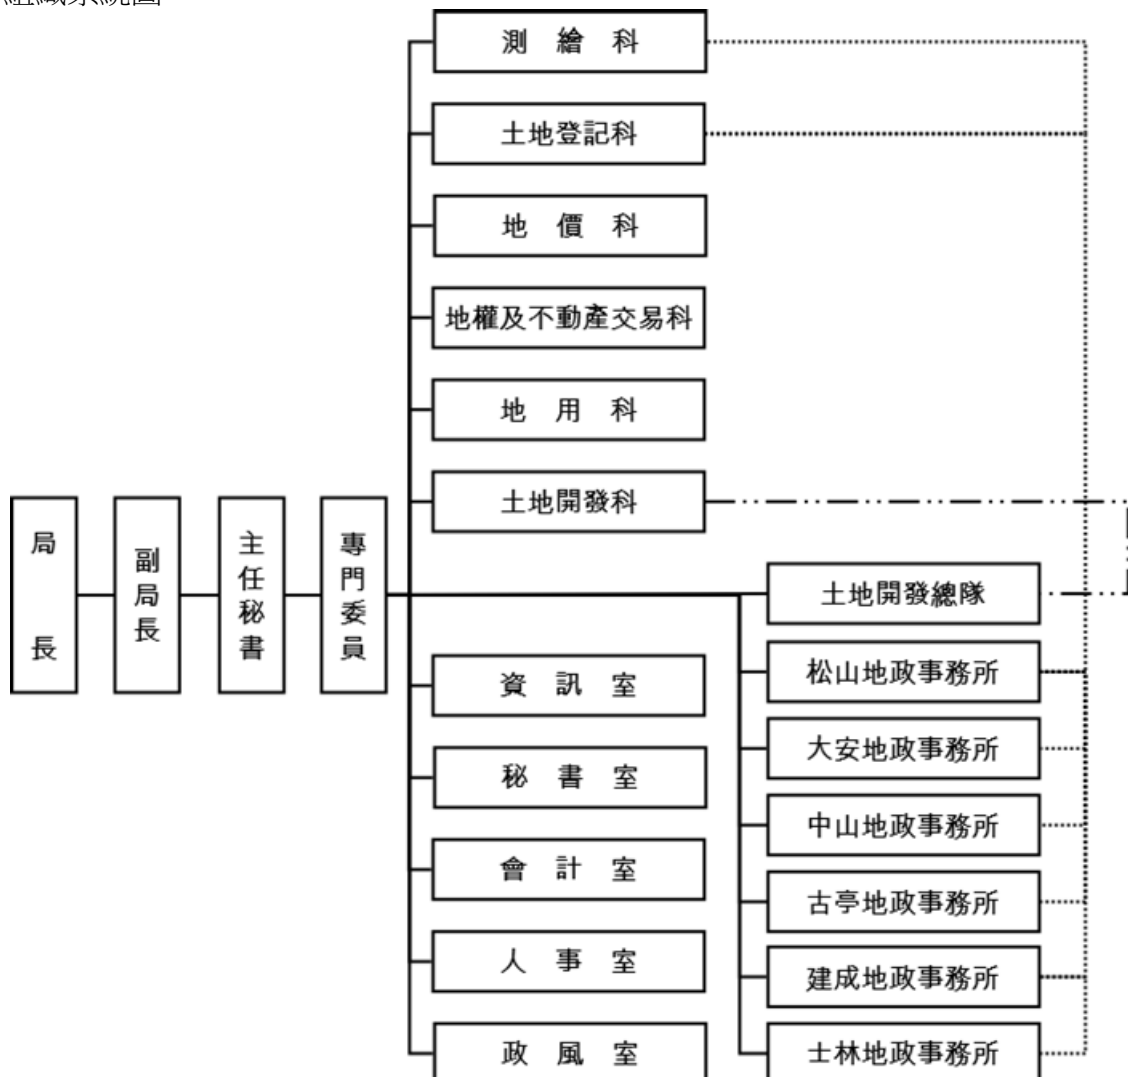 組織系統圖
測繪科
土地登記科
地價科
地權及不動產交易科
地用科
土地開發科
局長
副局長
主任秘書
專門委員
土地開發總隊
松山地政事務所
資訊室
大安地政事務所
秘書室
中山地政事務所
會計室
古亭地政事務所
人事室
建成地政事務所
政風室
士林地政事務所